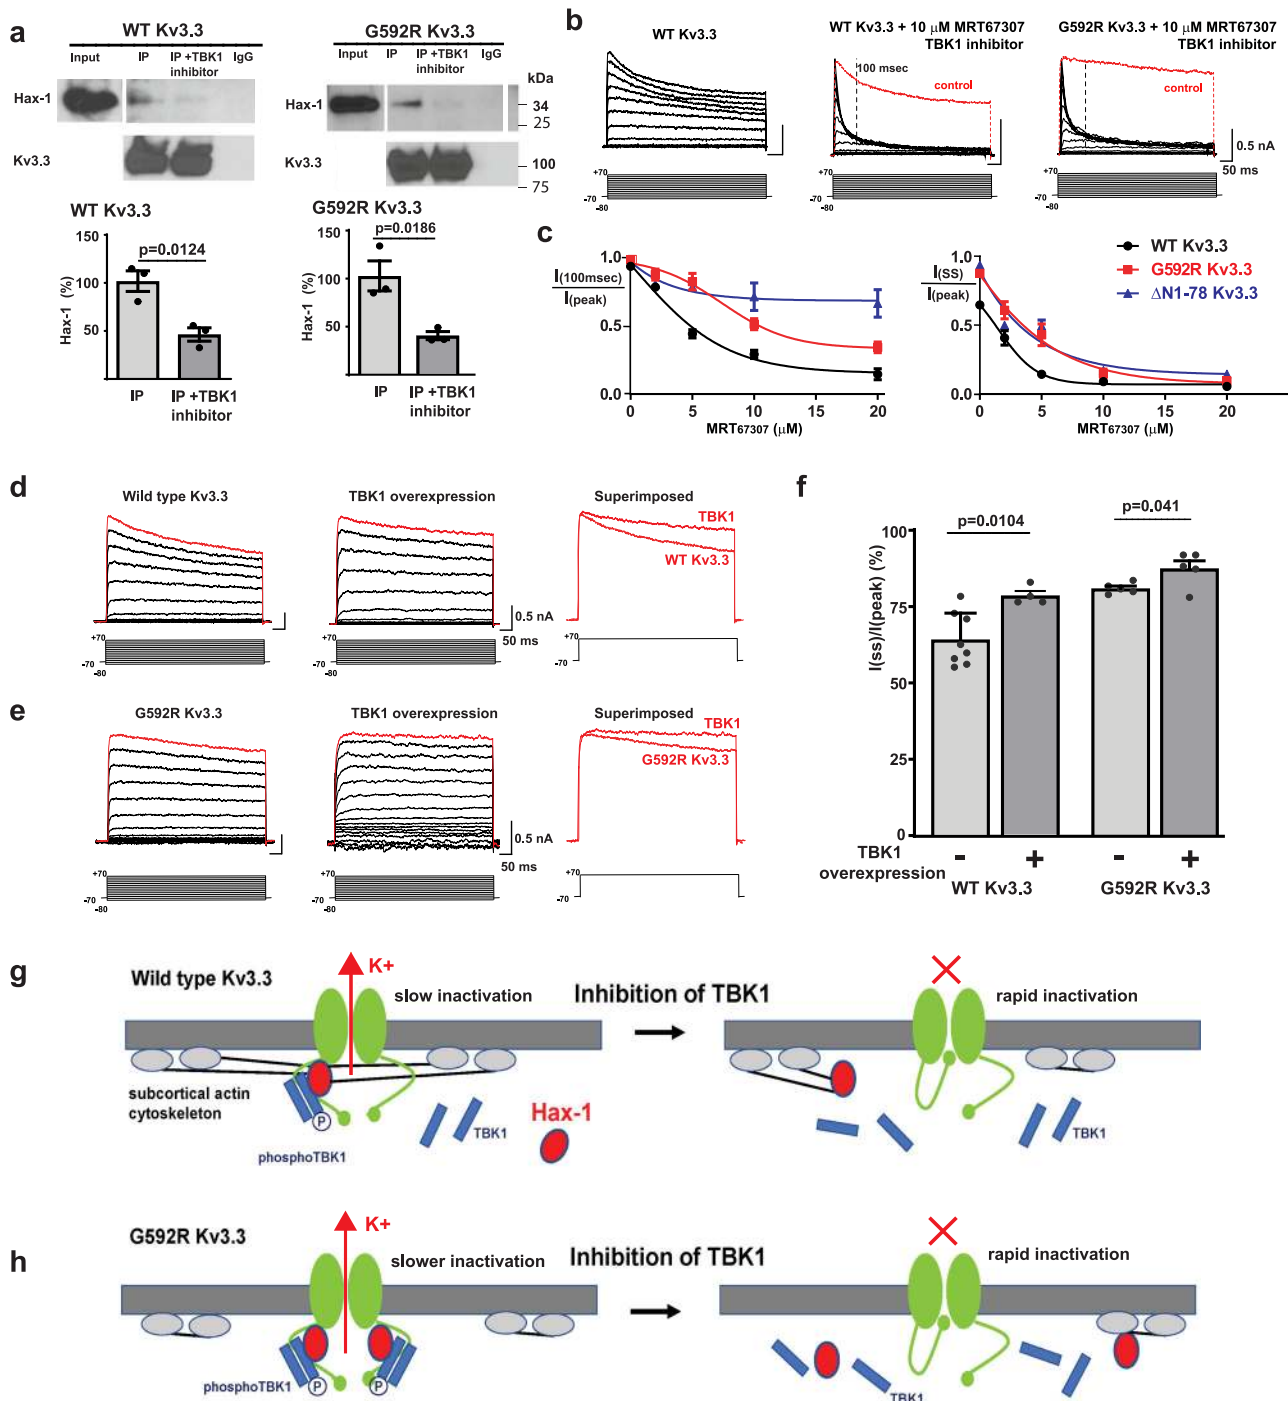 a
WT Kv3.3
Input
IP
IP +TBK1
inhibitor
IgG
Hax-1
Kv3.3
G592R Kv3.3
Input
IP
IP +TBK1
inhibitor
IgG
kDa
Hax-1
34
25
Kv3.3
100
75
WT Kv3.3
p=0.0124
Hax-1 (%)
150
100
50
IP
IP +TBK1
inhibitor
G592R Kv3.3
p=0.0186
Hax-1 (%)
150
100
50
IP
IP +TBK1
inhibitor
b
WT Kv3.3
+70
-70
-80
WT Kv3.3 + 10 μM MRT67307
TBK1 inhibitor
100 msec
control
+70
-70
-80
G592R Kv3.3 + 10 μM MRT67307
TBK1 inhibitor
control
0.5 nA
50 ms
+70
-70
-80
c
I(100msec)
I(peak)
1.0
0.5
0.0
0 5 10 15 20
MRT67307 (μM)
I(SS)
I(peak)
1.0
0.5
0.0
0 5 10 15 20
MRT67307 (μM)
WT Kv3.3
G592R Kv3.3
ΔN1-78 Kv3.3
d
Wild type Kv3.3
+70
-70
-80
TBK1 overexpression
0.5 nA
50 ms
+70
-70
-80
Superimposed
TBK1
WT Kv3.3
+70
-70
e
G592R Kv3.3
+70
-70
-80
TBK1 overexpression
0.5 nA
50 ms
+70
-70
-80
Superimposed
TBK1
G592R Kv3.3
+70
-70
f
p=0.0104
p=0.041
I(ss)/I(peak) (%)
100
75
50
25
0
TBK1
overexpression
- + - +
WT Kv3.3
G592R Kv3.3
g
Wild type Kv3.3
K+
slow inactivation
Inhibition of TBK1
rapid inactivation
subcortical actin
cytoskeleton
P
phosphoTBK1
TBK1
Hax-1
TBK1
h
G592R Kv3.3
K+
slower inactivation
Inhibition of TBK1
rapid inactivation
phosphoTBK1
P
P
TBK1